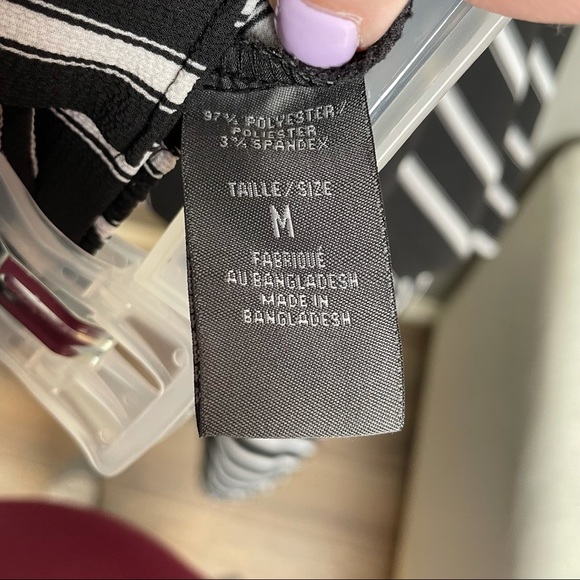 97% POLYESTER/
POLIESTER
3% SPANDEX
TAILLE/SIZE
M
FABRIQUÉ
AU BANGLADESH
MADE IN
BANGLADESH